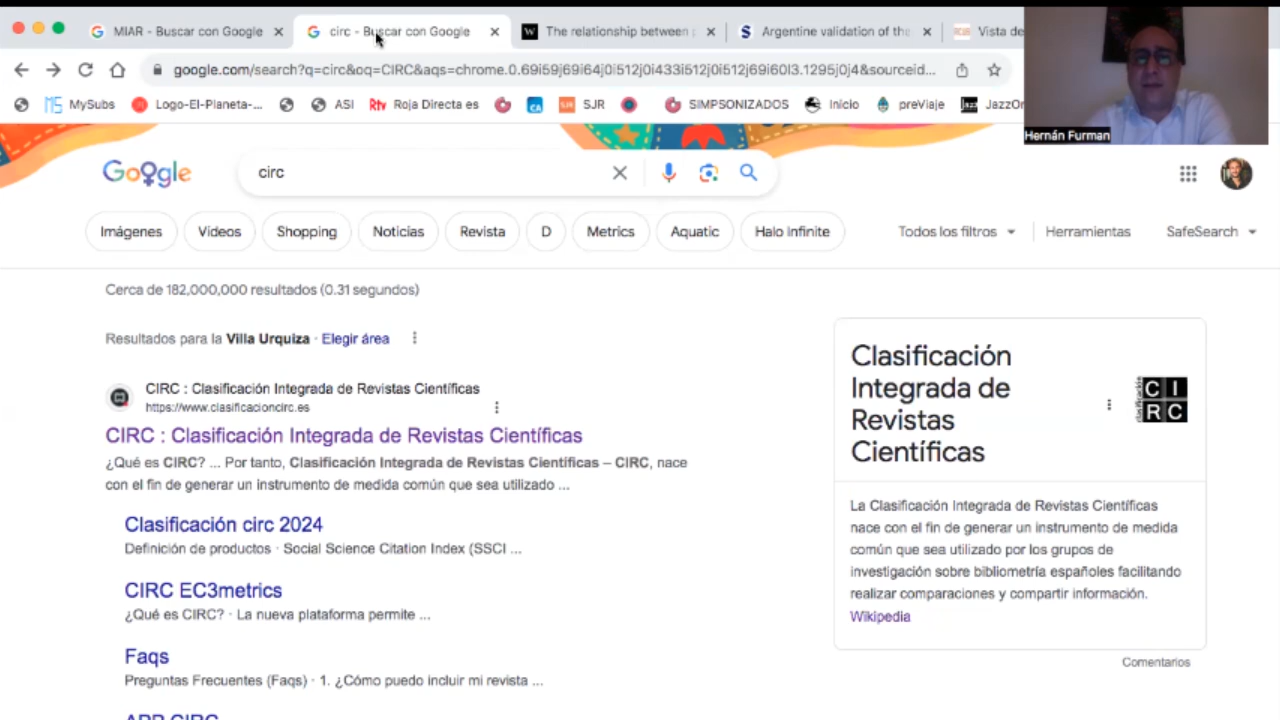 MIAR - Buscar con Google
circ - Buscar con Google
The relationship between
Argentine validation of the
Vista de
google.com/search?q=circ&oq=CIRC&aqs=chrome.0.69i59j69i64j0i512j0i433i512j0i512j69i60l3.1295j0j4&sourceid...
MySubs
Logo-El-Planeta-...
ASI
Roja Directa es
SJR
SIMPSONIZADOS
Inicio
preViaje
JazzOn
Hernán Furman
Google
circ
Imágenes
Videos
Shopping
Noticias
Revista
D
Metrics
Aquatic
Halo Infinite
Todos los filtros
Herramientas
SafeSearch
Cerca de 182,000,000 resultados (0.31 segundos)
Resultados para la Villa Urquiza · Elegir área
CIRC : Clasificación Integrada de Revistas Científicas
https://www.clasificacioncirc.es
CIRC : Clasificación Integrada de Revistas Científicas
¿Qué es CIRC? ... Por tanto, Clasificación Integrada de Revistas Científicas – CIRC, nace
con el fin de generar un instrumento de medida común que sea utilizado ...
Clasificación circ 2024
Definición de productos · Social Science Citation Index (SSCI ...
CIRC EC3metrics
¿Qué es CIRC? · La nueva plataforma permite ...
Faqs
Preguntas Frecuentes (Faqs) · 1. ¿Cómo puedo incluir mi revista ...
Clasificación
Integrada de
Revistas
Científicas
clasificación
CI
RC
La Clasificación Integrada de Revistas Científicas
nace con el fin de generar un instrumento de medida
común que sea utilizado por los grupos de
investigación sobre bibliometría españoles facilitando
realizar comparaciones y compartir información.
Wikipedia
Comentarios